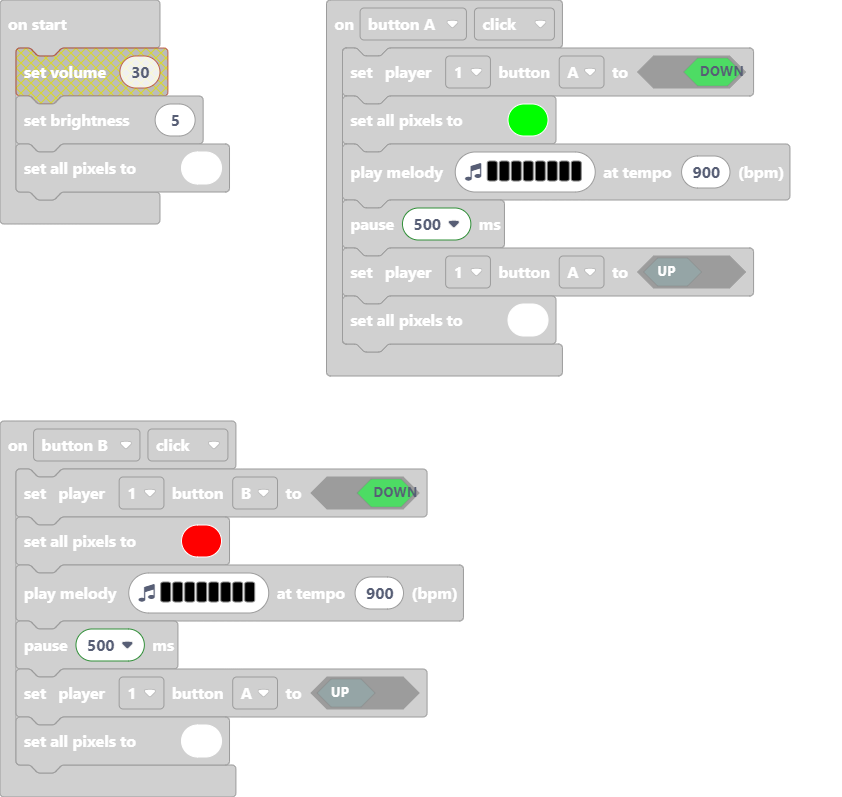 on start
set volume 30
set brightness 5
set all pixels to
on button A click
set player 1 button A to DOWN
set all pixels to
play melody at tempo 900 (bpm)
pause 500 ms
set player 1 button A to UP
set all pixels to
on button B click
set player 1 button B to DOWN
set all pixels to
play melody at tempo 900 (bpm)
pause 500 ms
set player 1 button A to UP
set all pixels to